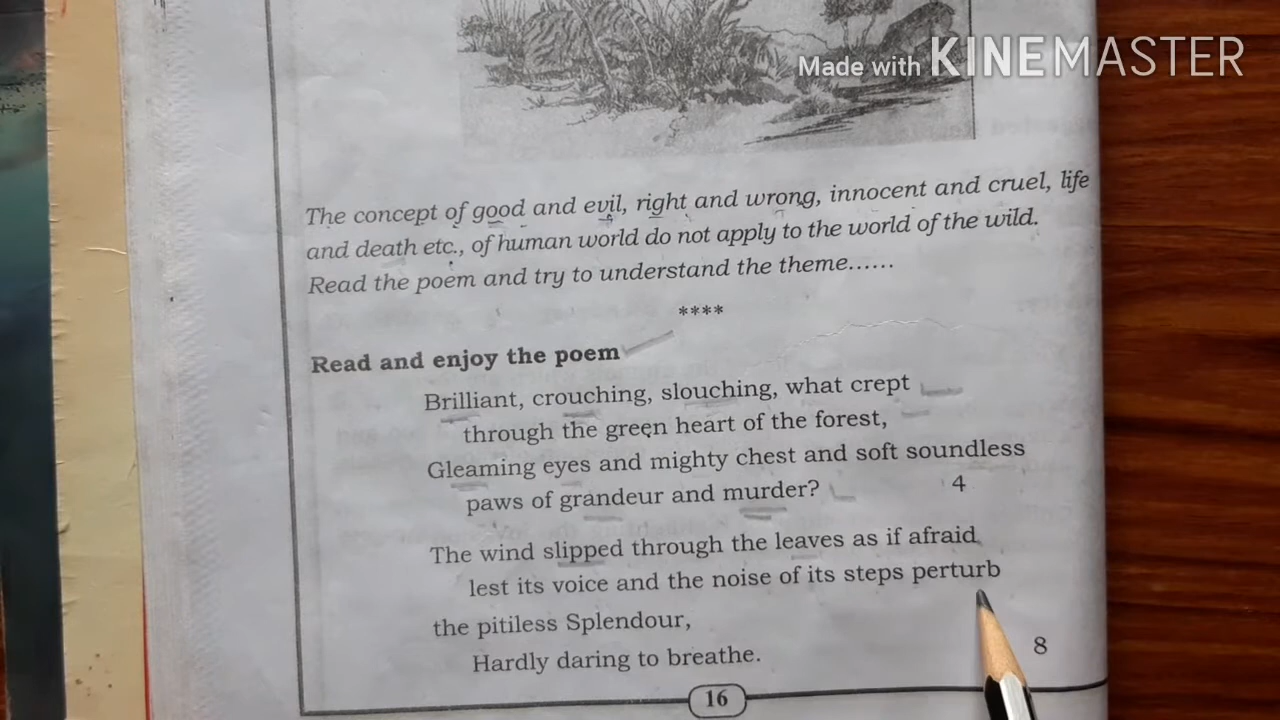 Made with KINEMASTER
The concept of good and evil, right and wrong, innocent and cruel, life
and death etc., of human world do not apply to the world of the wild.
Read the poem and try to understand the theme......
****
Read and enjoy the poem
Brilliant, crouching, slouching, what crept
through the green heart of the forest,
Gleaming eyes and mighty chest and soft soundless
paws of grandeur and murder? 4
The wind slipped through the leaves as if afraid
lest its voice and the noise of its steps perturb
the pitiless Splendour,
Hardly daring to breathe. 8
16